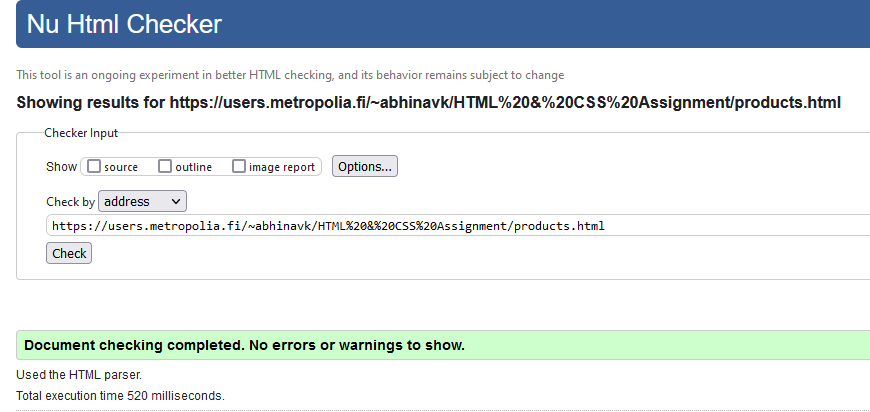 Nu Html Checker
This tool is an ongoing experiment in better HTML checking, and its behavior remains subject to change
Showing results for https://users.metropolia.fi/~abhinavk/HTML%20&%20CSS%20Assignment/products.html
Checker Input
Show source outline image report Options...
Check by address
https://users.metropolia.fi/~abhinavk/HTML%20&%20CSS%20Assignment/products.html
Check
Document checking completed. No errors or warnings to show.
Used the HTML parser.
Total execution time 520 milliseconds.